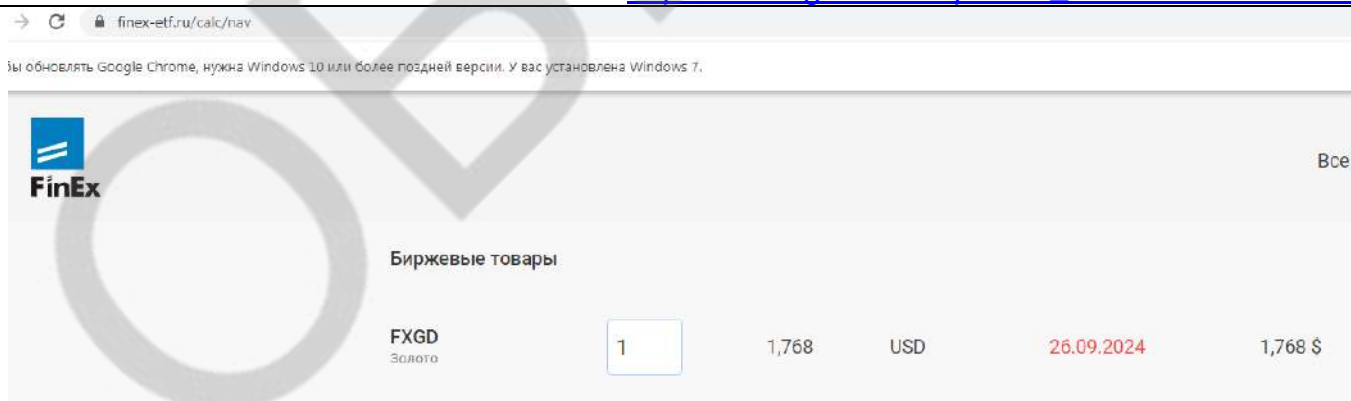 finex-etf.ru/calc/nav
бы обновлять Google Chrome, нужна Windows 10 или более поздней версии. У вас установлена Windows 7.
FinEx
Все
Биржевые товары
FXGD 1 1,768 USD 26.09.2024 1,768 $
Золото